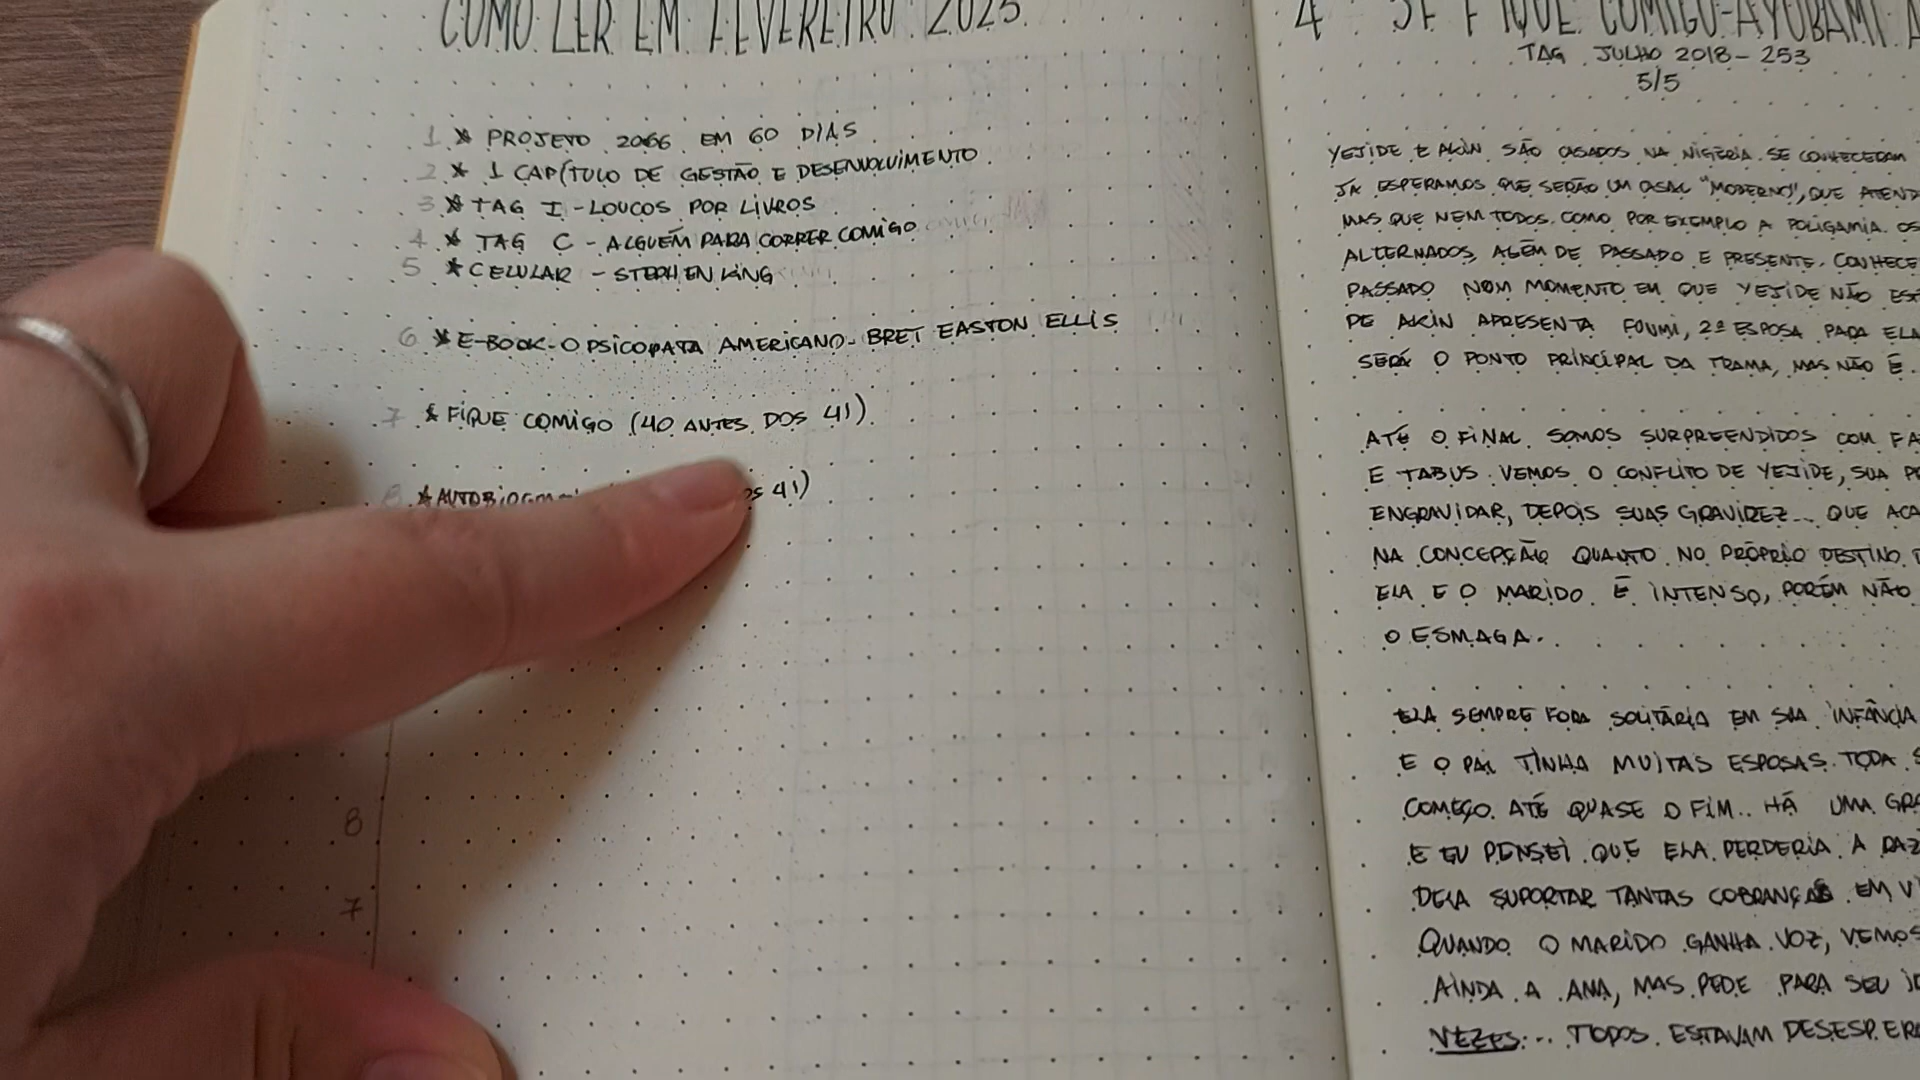 COMO LER EM FEVEREIRO 2025
1 * PROJETO 2066 EM 60 DIAS
2 * 1 CAPÍTULO DE GESTÃO E DESENVOLVIMENTO
3 * TAG I - LOUCOS POR LIVROS
4 * TAG C - ALGUÉM PARA CORRER COMIGO
5 * CELULAR - STEPHEN KING
6 * E-BOOK - O PSICOPATA AMERICANO - BRET EASTON ELLIS
7 * FIQUE COMIGO (40 ANTES DOS 41)
8 * 41)
8
7
4 FIQUE COMIGO - AYOBAMI
TAG JULHO 2018 - 253
5/5
YEJIDE E AKIN SÃO CASADOS NA NIGÉRIA. SE CONHECERAM
JÁ ESPERAMOS QUE SERÃO UM CASAL "MODERNO", QUE
MAS QUE NEM TODOS. COMO POR EXEMPLO A POLIGAMIA. OS
ALTERNADOS, ALÉM DE PASSADO E PRESENTE. CONHECE
PASSADO NUM MOMENTO EM QUE YEJIDE NÃO
DE AKIN APRESENTA FOUMI, 2ª ESPOSA PARA ELA
SERÁ O PONTO PRINCIPAL DA TRAMA, MAS NÃO É.
ATÉ O FINAL SOMOS SURPREENDIDOS COM
E TABUS. VEMOS O CONFLITO DE YEJIDE, SUA
ENGRAVIDAR, DEPOIS SUAS GRAVIDEZ... QUE
NA CONCEPÇÃO QUANTO NO PRÓPRIO DESTINO
ELA E O MARIDO É INTENSO, PORÉM NÃO
O ESMAGA.
ELA SEMPRE FORA SOLITÁRIA EM SUA INFÂNCIA
E O PAI TINHA MUITAS ESPOSAS. TODA
COMEÇO ATÉ QUASE O FIM.. HÁ UMA
E EU PENSEI QUE ELA PERDERIA A
DELA SUPORTAR TANTAS COBRANÇAS EM
QUANDO O MARIDO GANHA VOZ, VEMOS
AINDA A ANA, MAS PEDE PARA SEU
VEZES... TODOS ESTAVAM